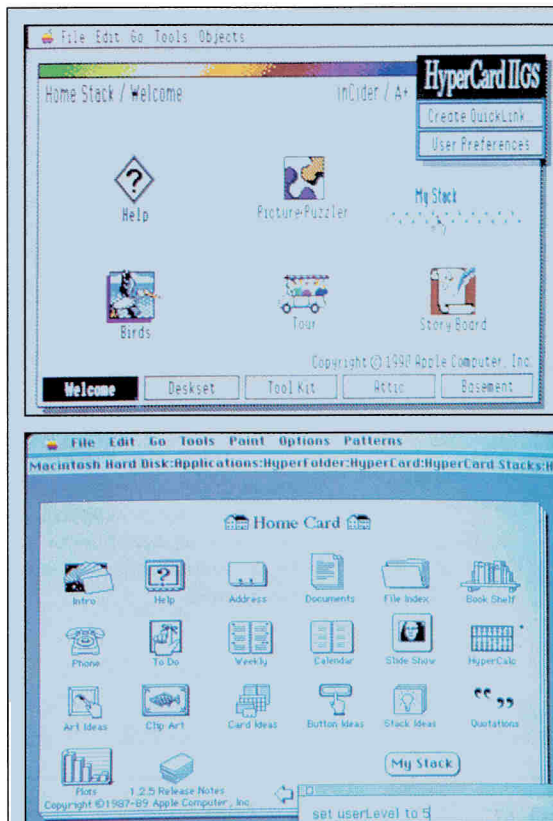 File Edit Go Tools Objects
HyperCard IIGS
Home Stack / Welcome
inCider / A+
Create QuickLink...
User Preferences
Help
Picture-Puzzler
My Stack
Birds
Tour
Story Board
Copyright © 1990 Apple Computer, Inc.
Welcome
Deskset
Tool Kit
Attic
Basement
File Edit Go Tools Paint Options Patterns
Macintosh Hard Disk:Applications:HyperFolder:HyperCard:HyperCard Stacks:H
Home Card
Intro
Help
Address
Documents
File Index
Book Shelf
Phone
To Do
Weekly
Calendar
Slide Show
HyperCalc
Art Ideas
Clip Art
Card Ideas
Button Ideas
Stack Ideas
Quotations
Plots
1.2.5 Release Notes
My Stack
Copyright ©1987-89 Apple Computer, Inc.
set userLevel to 5